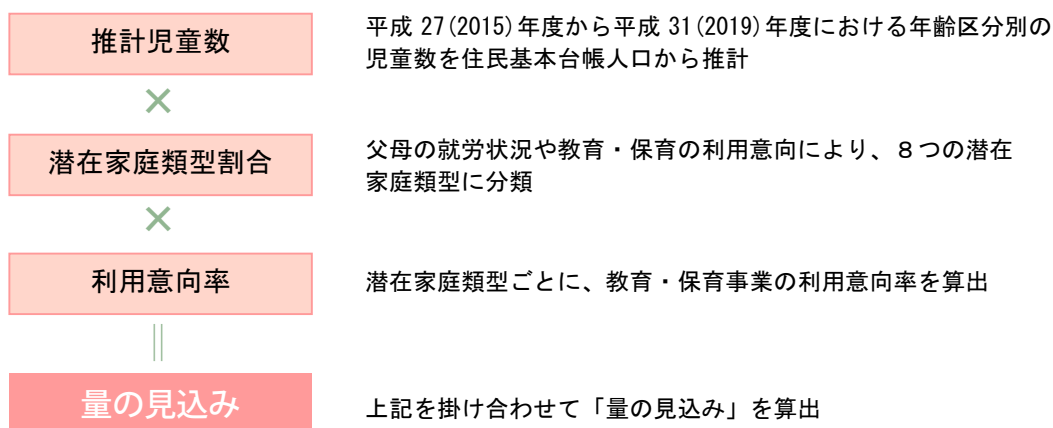 推計児童数
平成 27(2015)年度から平成 31(2019)年度における年齢区分別の
児童数を住民基本台帳人口から推計
×
潜在家庭類型割合
父母の就労状況や教育・保育の利用意向により、８つの潜在
家庭類型に分類
×
利用意向率
潜在家庭類型ごとに、教育・保育事業の利用意向率を算出
||
量の見込み
上記を掛け合わせて「量の見込み」を算出